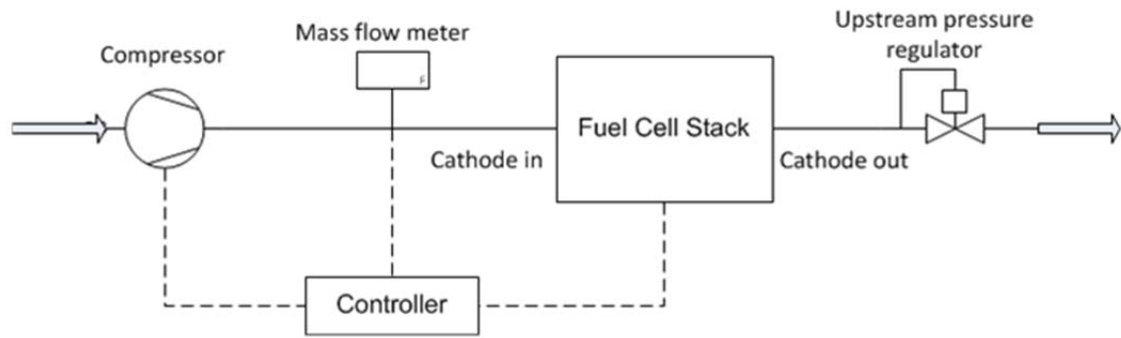 Upstream pressure
regulator
Mass flow meter
Compressor
F
Fuel Cell Stack
Cathode in
Cathode out
Controller